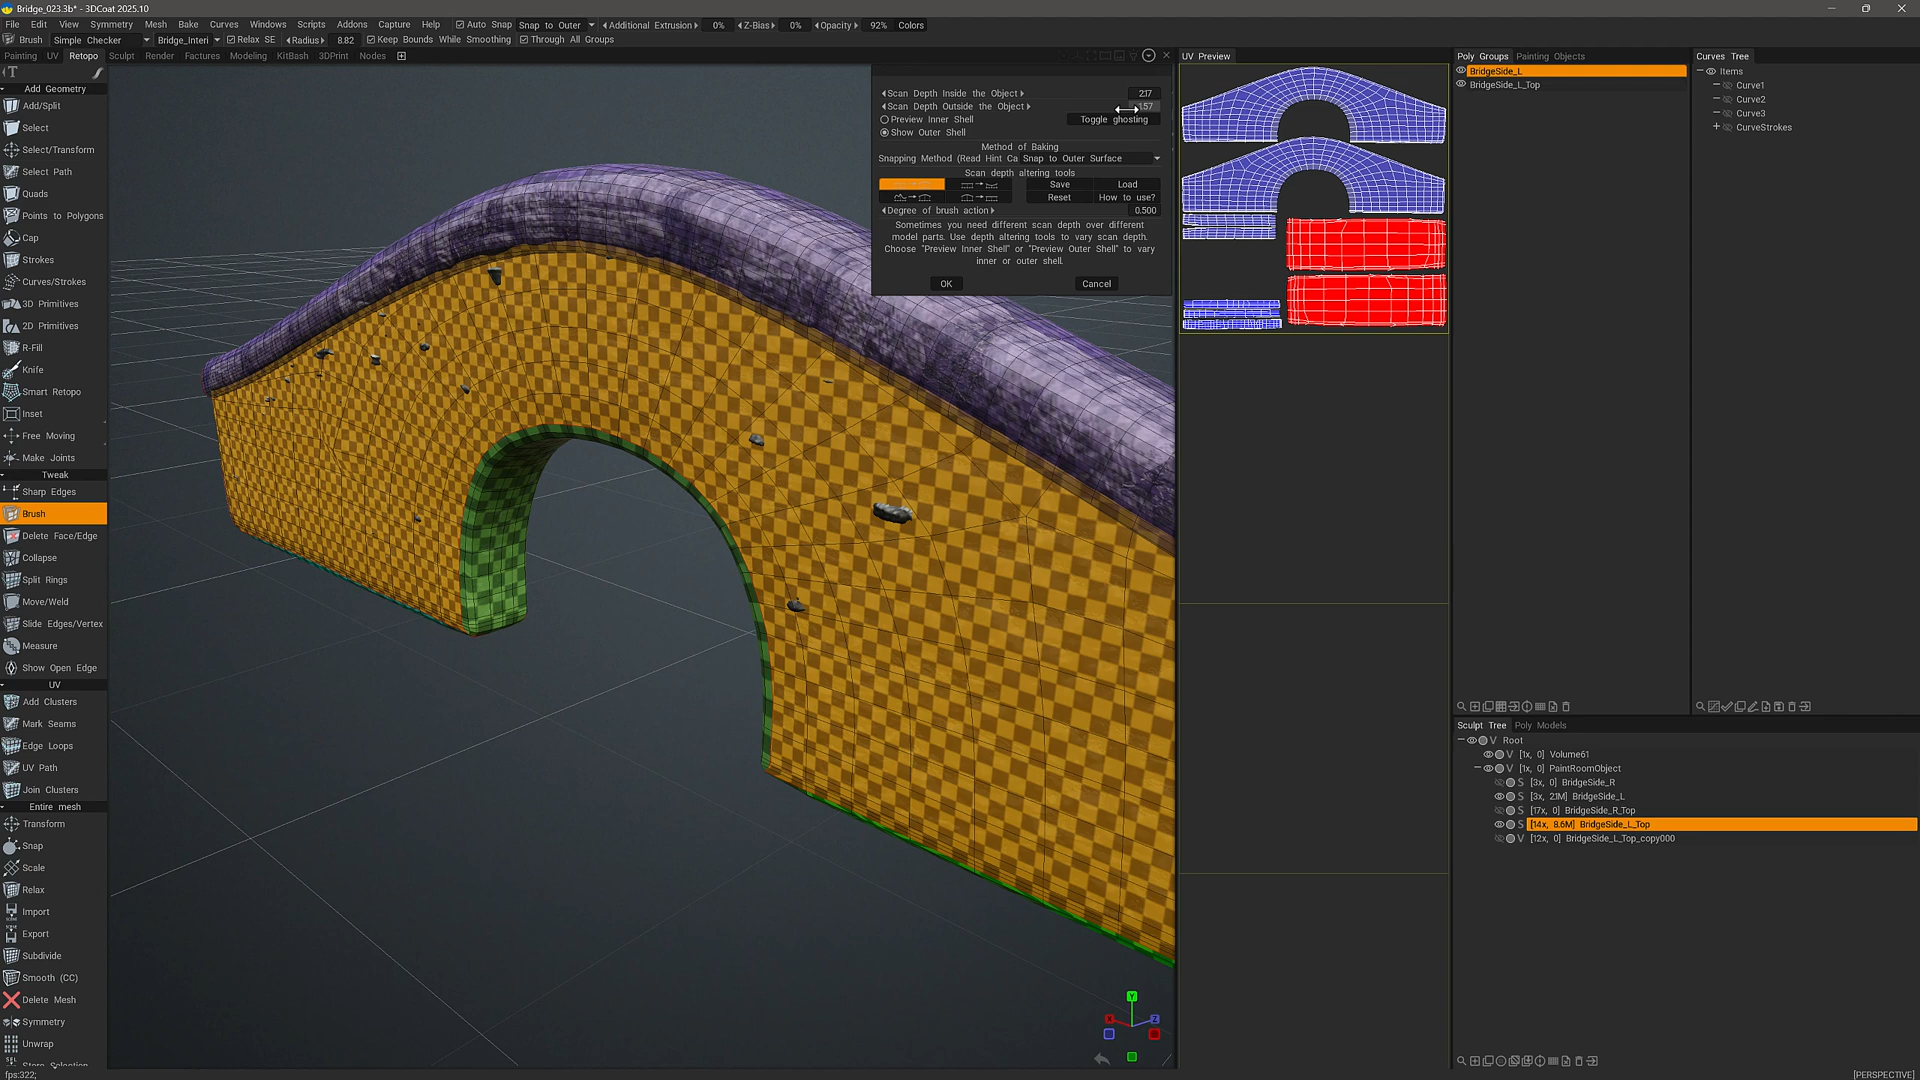 Bridge_023.3b* - 3DCoat 2025.10
File Edit View Symmetry Mesh Bake Curves Windows Scripts Addons Capture Help Auto Snap Snap to Outer Additional Extrusion 0% Z-Bias 0% Opacity 92% Colors
Brush Simple Checker Bridge_Interi Relax SE Radius 8.82 Keep Bounds While Smoothing Through All Groups
Painting UV Retopo Sculpt Render Factures Modeling KitBash 3DPrint Nodes
T
Add Geometry
Add/Split
Select
Select/Transform
Select Path
Quads
Points to Polygons
Cap
Strokes
Curves/Strokes
3D Primitives
2D Primitives
R-Fill
Knife
Smart Retopo
Inset
Free Moving
Make Joints
Tweak
Sharp Edges
Brush
Delete Face/Edge
Collapse
Split Rings
Move/Weld
Slide Edges/Vertex
Measure
Show Open Edge
UV
Add Clusters
Mark Seams
Edge Loops
UV Path
Join Clusters
Entire mesh
Transform
Snap
Scale
Relax
Import
Export
Subdivide
Smooth (CC)
Delete Mesh
Symmetry
Unwrap
Store Selection
fps:322;
Scan Depth Inside the Object 2.17
Scan Depth Outside the Object
Preview Inner Shell Toggle ghosting
Show Outer Shell
Method of Baking
Snapping Method (Read Hint Ca Snap to Outer Surface
Scan depth altering tools
Save Load
Reset How to use?
Degree of brush action 0.500
Sometimes you need different scan depth over different
model parts. Use depth altering tools to vary scan depth.
Choose "Preview Inner Shell" or "Preview Outer Shell" to vary
inner or outer shell.
OK Cancel
Y
X
Z
UV Preview
Poly Groups Painting Objects
BridgeSide_L
BridgeSide_L_Top
Curves Tree
Items
Curve1
Curve2
Curve3
CurveStrokes
Sculpt Tree Poly Models
V Root
V [1x, 0] Volume61
V [1x, 0] PaintRoomObject
S [3x, 0] BridgeSide_R
S [3x, 2.1M] BridgeSide_L
S [17x, 0] BridgeSide_R_Top
S [14x, 8.6M] BridgeSide_L_Top
V [12x, 0] BridgeSide_L_Top_copy000
[PERSPECTIVE]